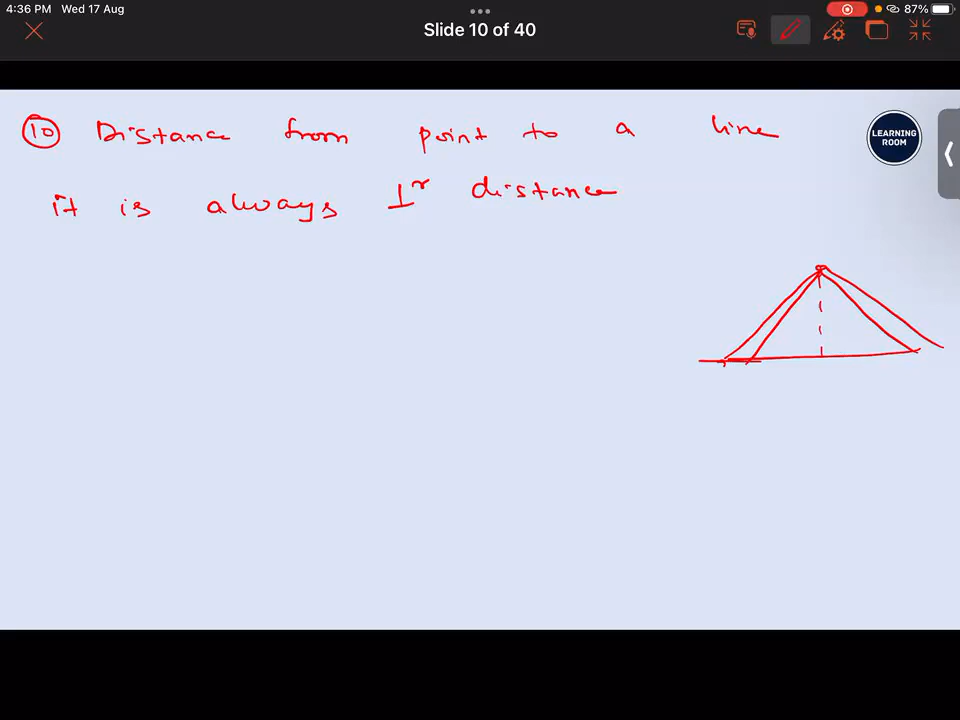 4:36 PM Wed 17 Aug 87%
Slide 10 of 40
10 Distance from point to a line
LEARNING
ROOM
it is always ⊥r distance